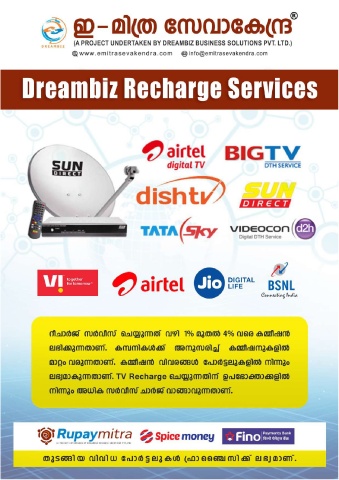 ഇ-മിത്ര സേവാകേന്ദ്ര®
(A PROJECT UNDERTAKEN BY DREAMBIZ BUSINESS SOLUTIONS PVT. LTD.)
www.emitrasevakendra.com info@emitrasevakendra.com
Dreambiz Recharge Services
SUN
DIRECT
airtel
digital TV
BIGTV
DTH SERVICE
dishtv
SUN
DIRECT
TATA Sky
VIDEOCON d2h
Digital DTH Service
VI
airtel
Jio DIGITAL
LIFE
BSNL
Connecting India
റീചാർജ് സർവീസ് ചെയ്യുന്നത് വഴി 1% മുതൽ 4% വരെ കമ്മീഷൻ
ലഭിക്കുന്നതാണ്. കമ്പനികൾക്ക് അനുസരിച്ച് കമ്മീഷനുകളിൽ
മാറ്റം വരുന്നതാണ്. കമ്മീഷൻ വിവരങ്ങൾ പോർട്ടലുകളിൽ നിന്നും
ലഭ്യമാകുന്നതാണ്. TV Recharge ചെയ്യുന്നതിന് ഉപഭോക്താക്കളിൽ
നിന്നും അധിക സർവീസ് ചാർജ് വാങ്ങാവുന്നതാണ്.
Rupaymitra
Spice money
Fino Payments Bank
തുടങ്ങിയ വിവിധ പോർട്ടലുകൾ ഫ്രാഞ്ചൈസിക്ക് ലഭ്യമാണ്.